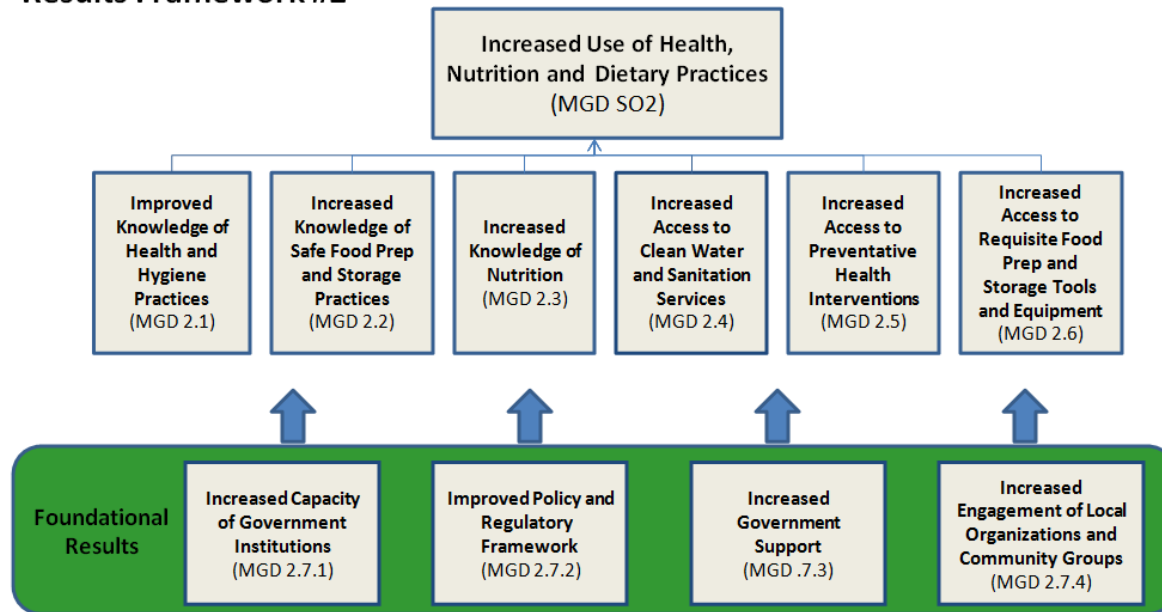 Increased Use of Health,
Nutrition and Dietary Practices
(MGD SO2)
Improved
Knowledge of
Health and
Hygiene
Practices
(MGD 2.1)
Increased
Knowledge of
Safe Food Prep
and Storage
Practices
(MGD 2.2)
Increased
Knowledge of
Nutrition
(MGD 2.3)
Increased
Access to
Clean Water
and Sanitation
Services
(MGD 2.4)
Increased
Access to
Preventative
Health
Interventions
(MGD 2.5)
Increased
Access to
Requisite Food
Prep and
Storage Tools
and Equipment
(MGD 2.6)
Foundational
Results
Increased Capacity
of Government
Institutions
(MGD 2.7.1)
Improved Policy and
Regulatory
Framework
(MGD 2.7.2)
Increased
Government
Support
(MGD .7.3)
Increased
Engagement of Local
Organizations and
Community Groups
(MGD 2.7.4)